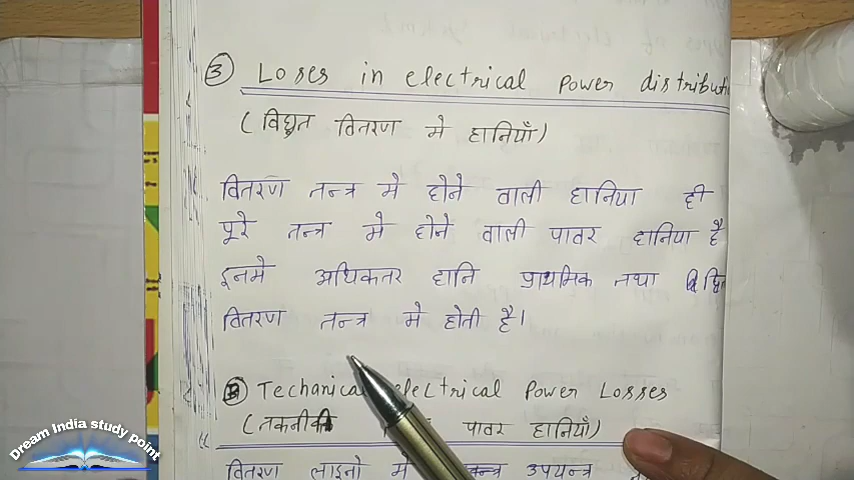 ③ Loses in electrical Power distributi
(विद्युत वितरण मे हानियाँ)
वितरण तन्त्र मे होने वाली हानिया ही
पूरे तन्त्र मे होने वाली पावर हानिया है
इनमे अधिकतर हानि प्राथमिक तथा
वितरण तन्त्र मे होती है।
Techanical electrical Power Losses
(तकनीकी पावर हानियाँ)
वितरण लाइनो मे उपयन्त्र
Dream India study point